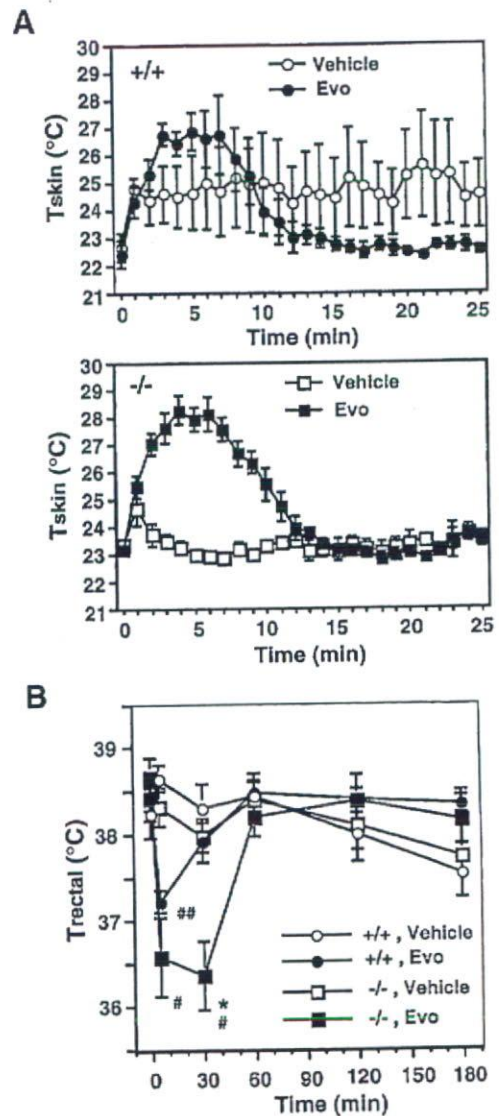 A
+/+
Vehicle
Evo
Tskin (°C)
30
29
28
27
26
25
24
23
22
21
0 5 10 15 20 25
Time (min)
-/-
Vehicle
Evo
Tskin (°C)
30
29
28
27
26
25
24
23
22
21
0 5 10 15 20 25
Time (min)
B
Trectal (°C)
39
38
37
36
##
#
*
#
+/+ , Vehicle
+/+ , Evo
-/- , Vehicle
-/- , Evo
0 30 60 90 120 150 180
Time (min)